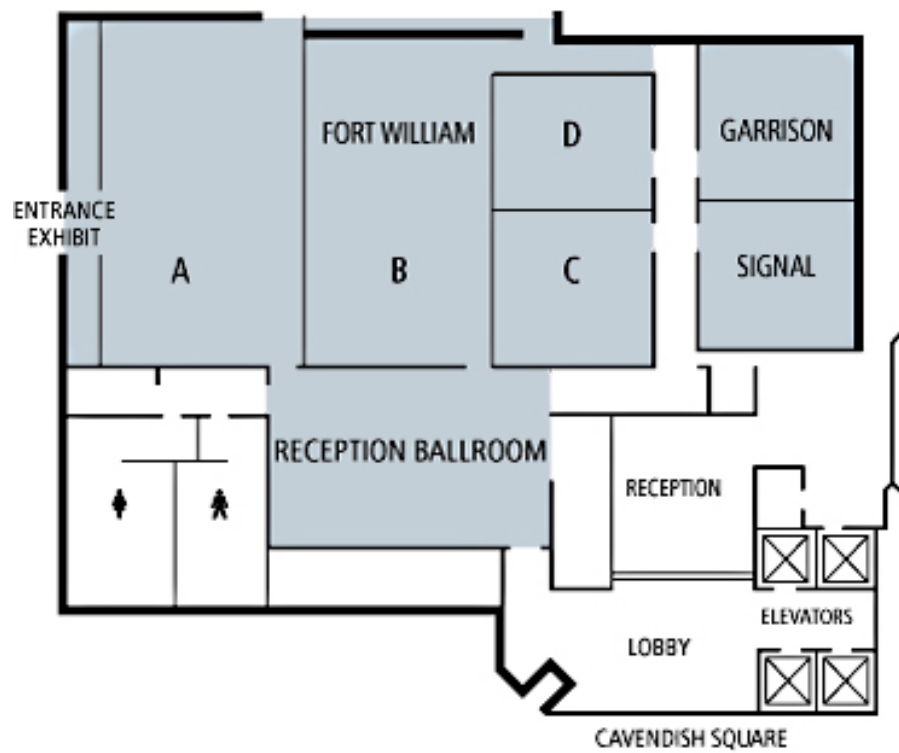 FORT WILLIAM
D
GARRISON
ENTRANCE
EXHIBIT
A
B
C
SIGNAL
RECEPTION BALLROOM
RECEPTION
ELEVATORS
LOBBY
CAVENDISH SQUARE